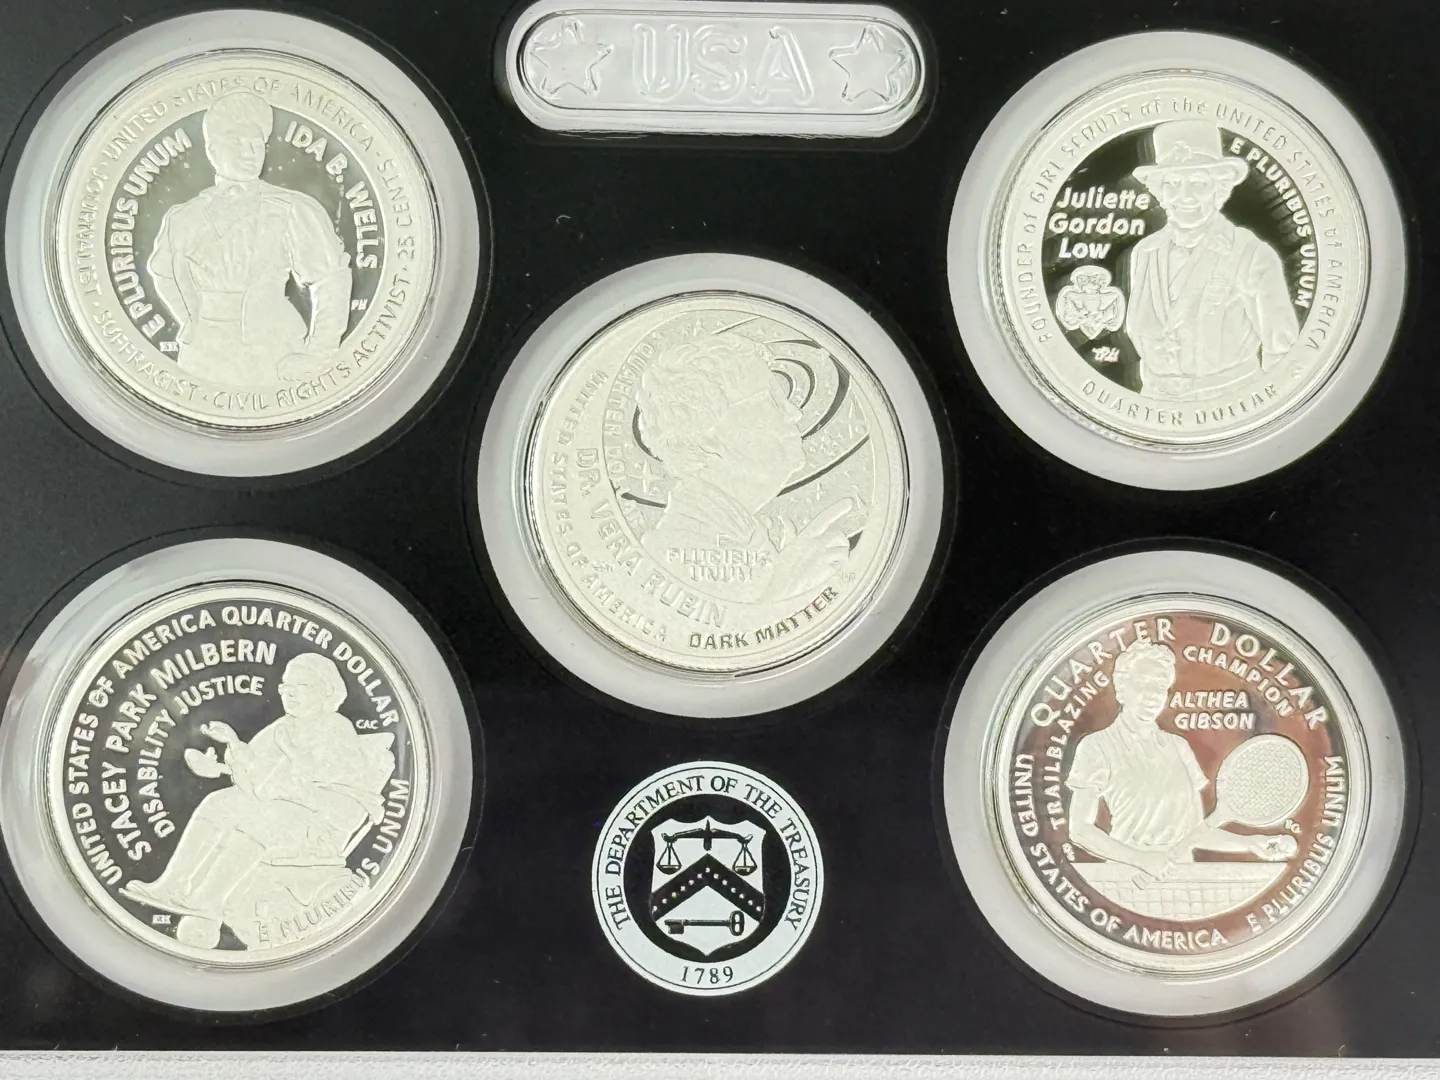 USA
UNITED STATES OF AMERICA · 25 CENTS
JOURNALIST · SUFFRAGIST · CIVIL RIGHTS ACTIVIST
E PLURIBUS UNUM
IDA B. WELLS
FOUNDER of GIRL SCOUTS of the UNITED STATES of AMERICA
E PLURIBUS UNUM
Juliette
Gordon
Low
QUARTER DOLLAR
QUARTER DOLLAR
UNITED STATES OF AMERICA
DR. VERA RUBIN
E
PLURIBUS
UNUM
DARK MATTER
UNITED STATES OF AMERICA QUARTER DOLLAR
STACEY PARK MILBERN
DISABILITY JUSTICE
CAC
E PLURIBUS UNUM
THE DEPARTMENT OF THE TREASURY
1789
QUARTER DOLLAR
TRAILBLAZING
CHAMPION
ALTHEA
GIBSON
UNITED STATES OF AMERICA
E PLURIBUS UNUM